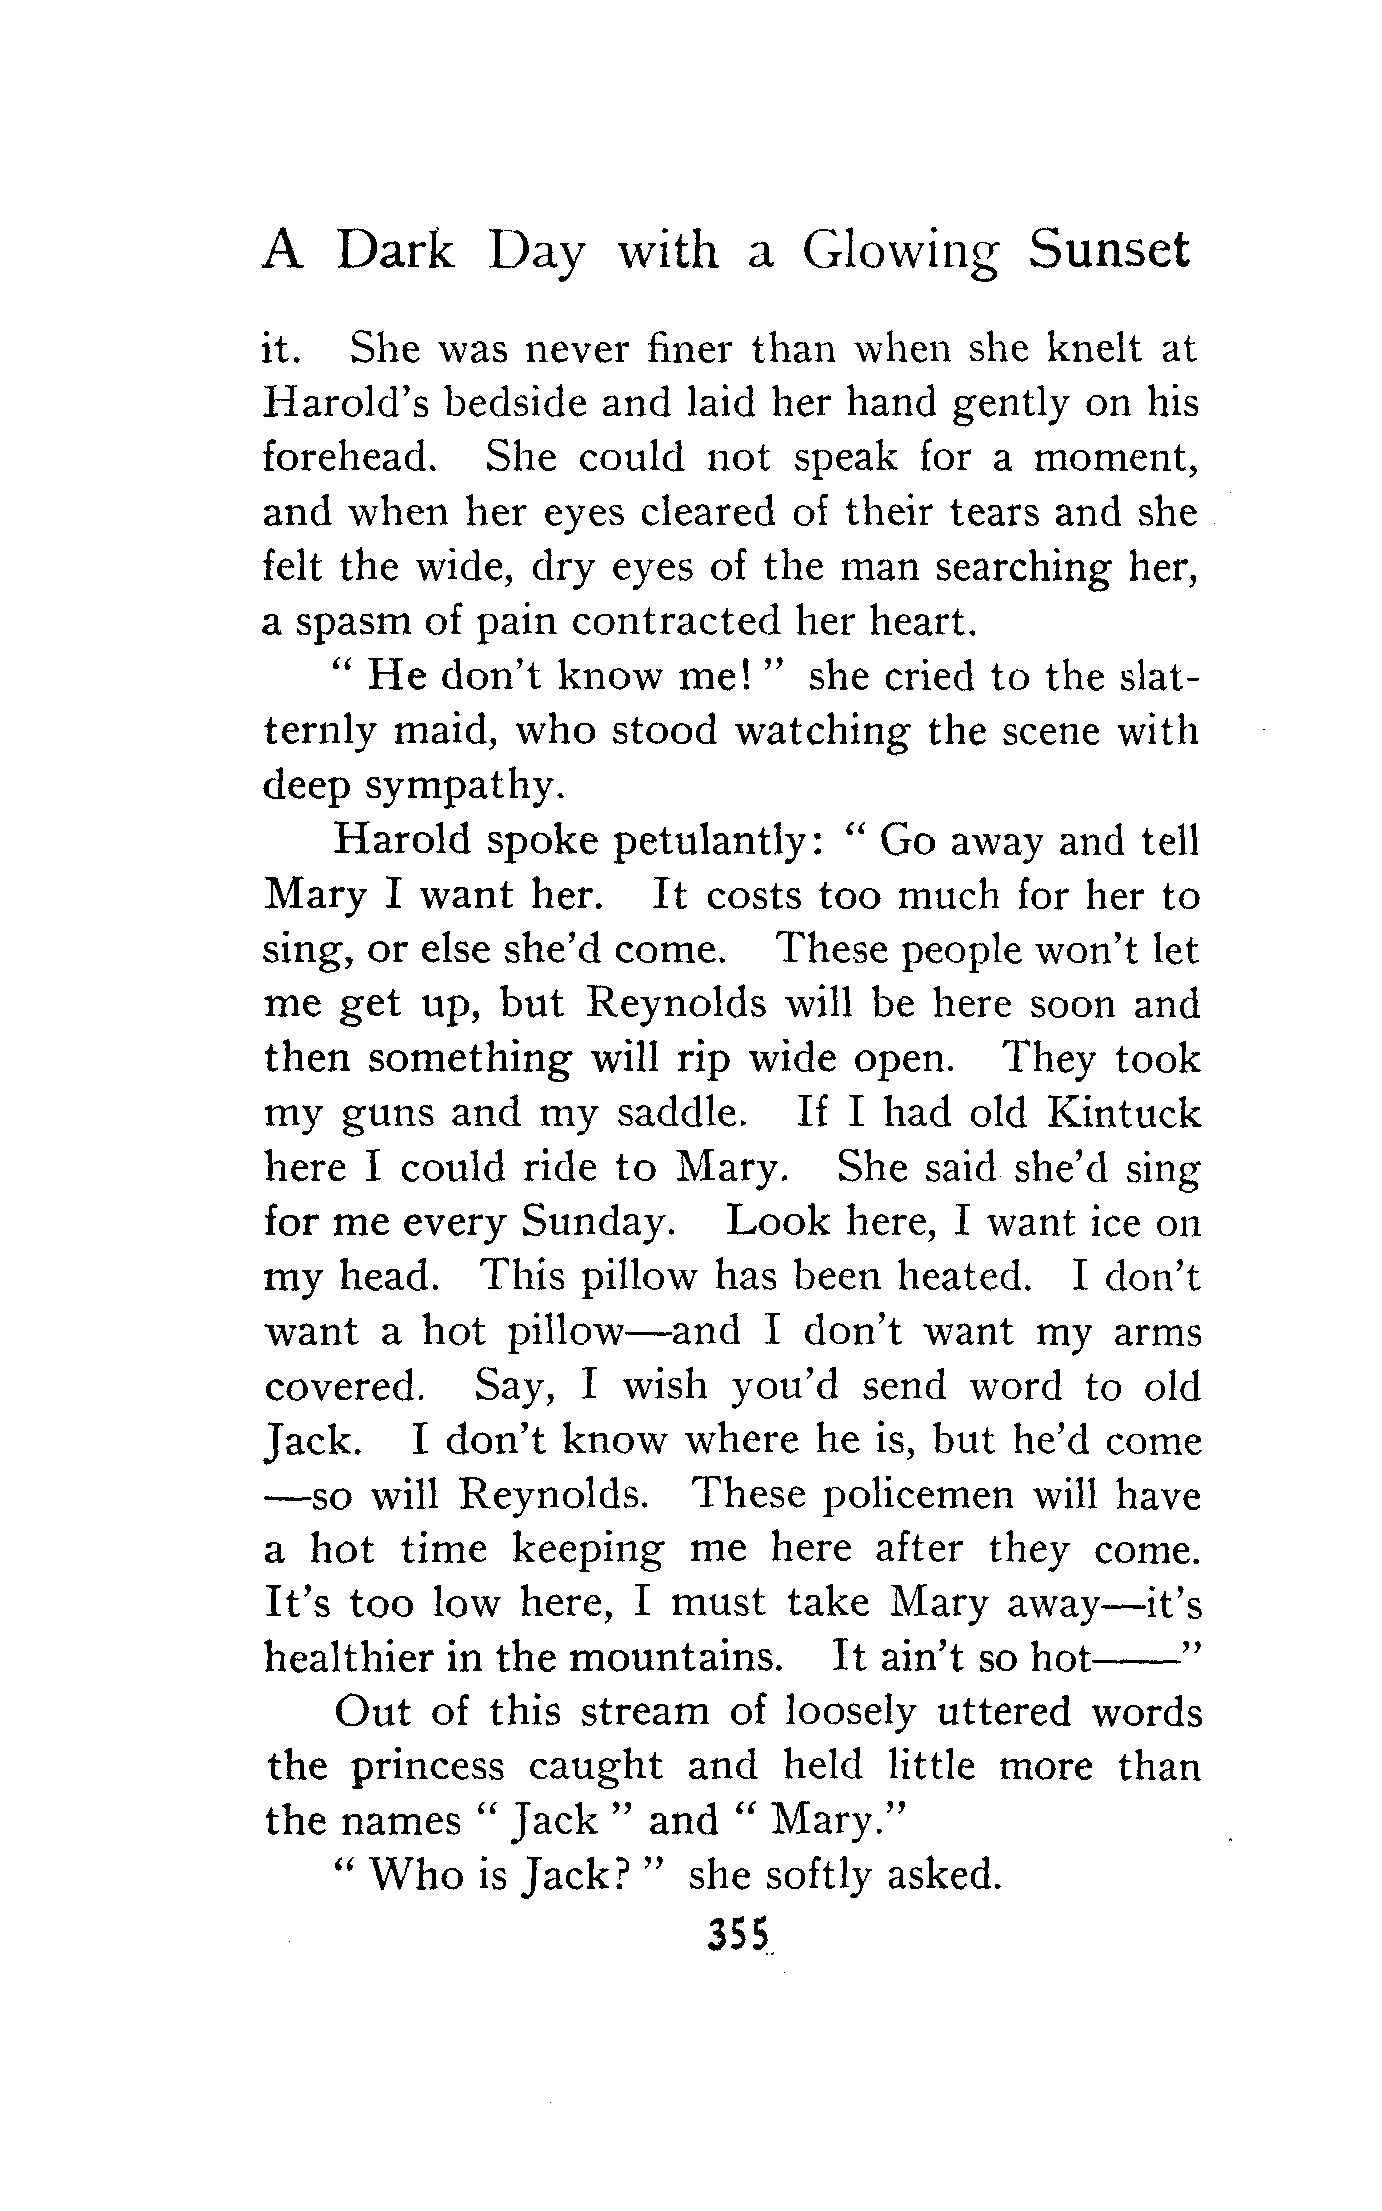 A Dark Day with a Glowing Sunset
it. She was never finer than when she knelt at
Harold's bedside and laid her hand gently on his
forehead. She could not speak for a moment,
and when her eyes cleared of their tears and she
felt the wide, dry eyes of the man searching her,
a spasm of pain contracted her heart.
" He don't know me! " she cried to the slat-
ternly maid, who stood watching the scene with
deep sympathy.
Harold spoke petulantly: " Go away and tell
Mary I want her. It costs too much for her to
sing, or else she'd come. These people won't let
me get up, but Reynolds will be here soon and
then something will rip wide open. They took
my guns and my saddle. If I had old Kintuck
here I could ride to Mary. She said she'd sing
for me every Sunday. Look here, I want ice on
my head. This pillow has been heated. I don't
want a hot pillow—and I don't want my arms
covered. Say, I wish you'd send word to old
Jack. I don't know where he is, but he'd come
—so will Reynolds. These policemen will have
a hot time keeping me here after they come.
It's too low here, I must take Mary away—it's
healthier in the mountains. It ain't so hot——"
Out of this stream of loosely uttered words
the princess caught and held little more than
the names " Jack " and " Mary."
" Who is Jack? " she softly asked.
355